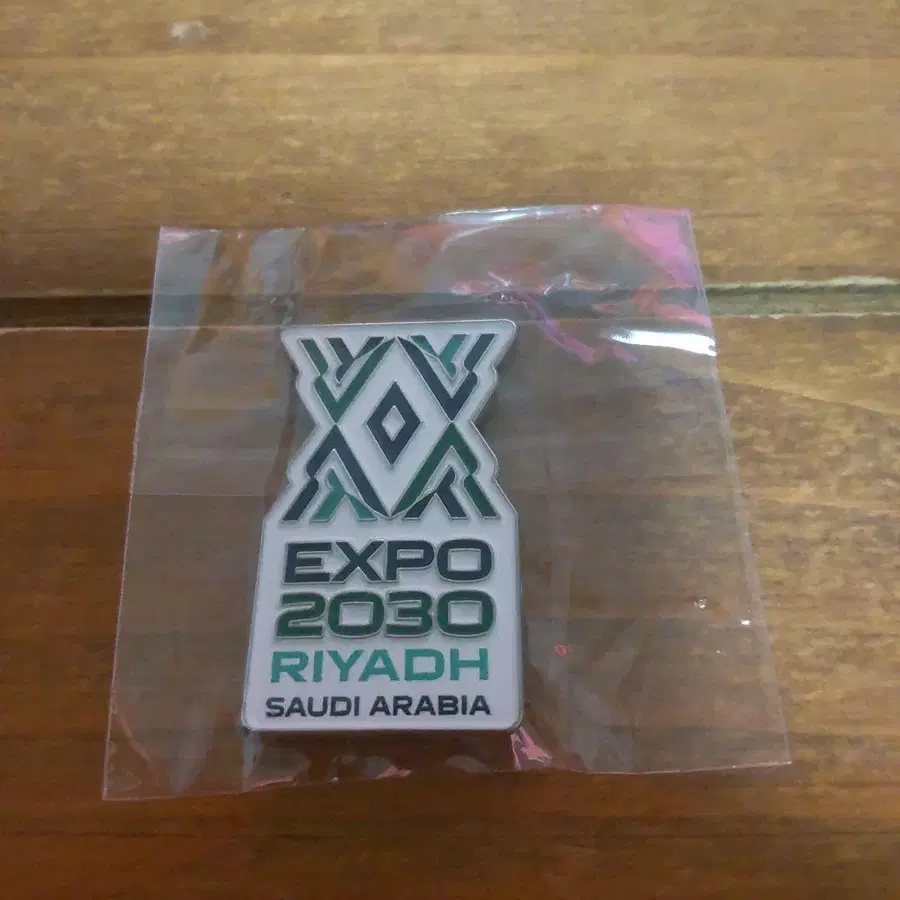 EXPO
2030
RIYADH
SAUDI ARABIA